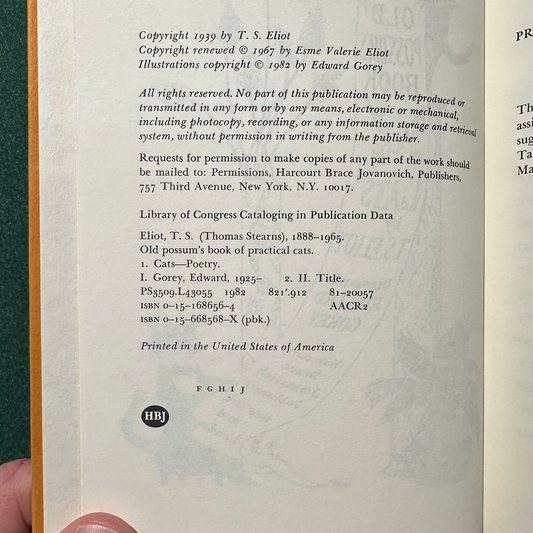 Copyright 1939 by T. S. Eliot
Copyright renewed © 1967 by Esme Valerie Eliot
Illustrations copyright © 1982 by Edward Gorey
All rights reserved. No part of this publication may be reproduced or
transmitted in any form or by any means, electronic or mechanical,
including photocopy, recording, or any information storage and retrieval
system, without permission in writing from the publisher.
Requests for permission to make copies of any part of the work should
be mailed to: Permissions, Harcourt Brace Jovanovich, Publishers,
757 Third Avenue, New York, N.Y. 10017.
Library of Congress Cataloging in Publication Data
Eliot, T.S. (Thomas Stearns), 1888–1965.
Old possum's book of practical cats.
1. Cats—Poetry.
I. Gorey, Edward, 1925– 2. II. Title.
PS3509.L43055 1982 821'.912 81-20057
ISBN 0-15-168656-4 AACR2
ISBN 0-15-668568-X (pbk.)
Printed in the United States of America
F G H I J
HBJ
PR
Th
assi
sug
Ta
Ma